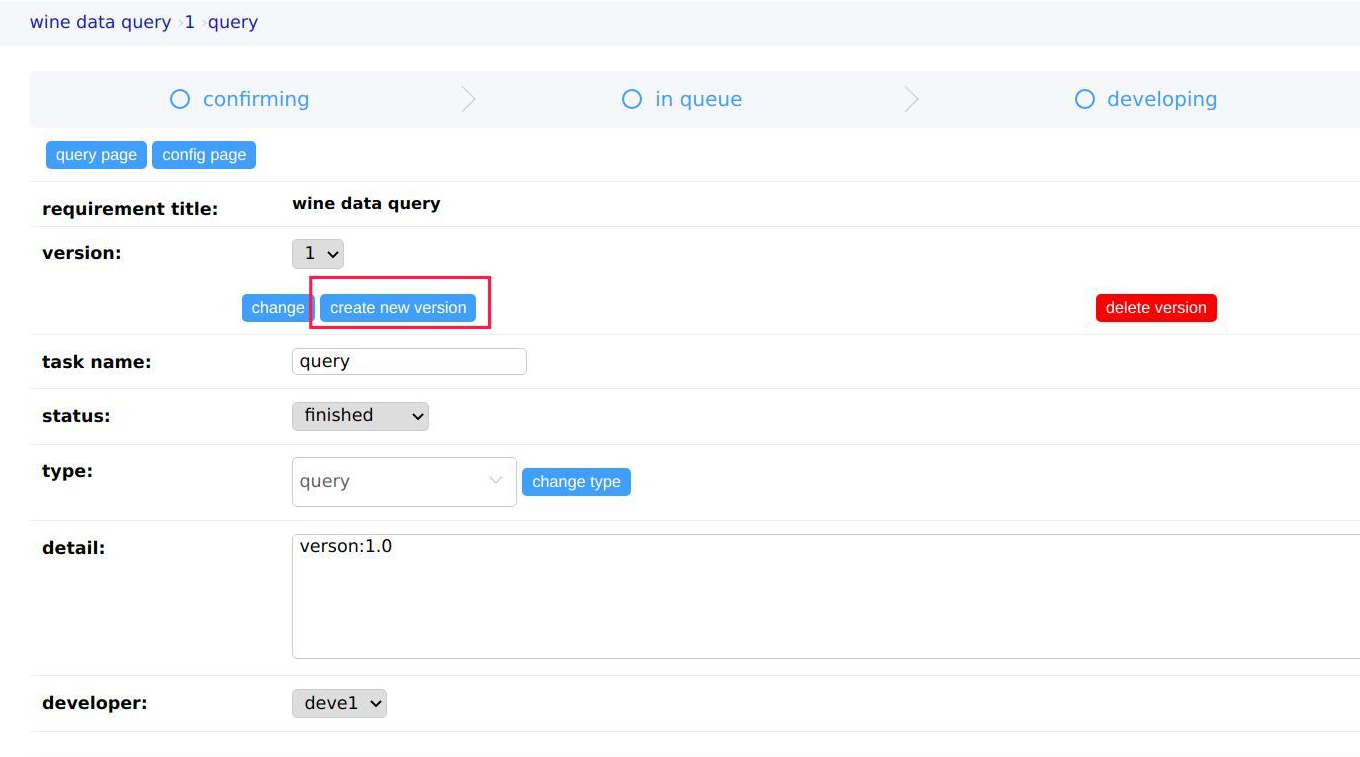 wine data query › 1 › query
confirming in queue developing
query page config page
requirement title: wine data query
version: 1
change create new version delete version
task name: query
status: finished
type: query change type
detail: verson:1.0
developer: deve1